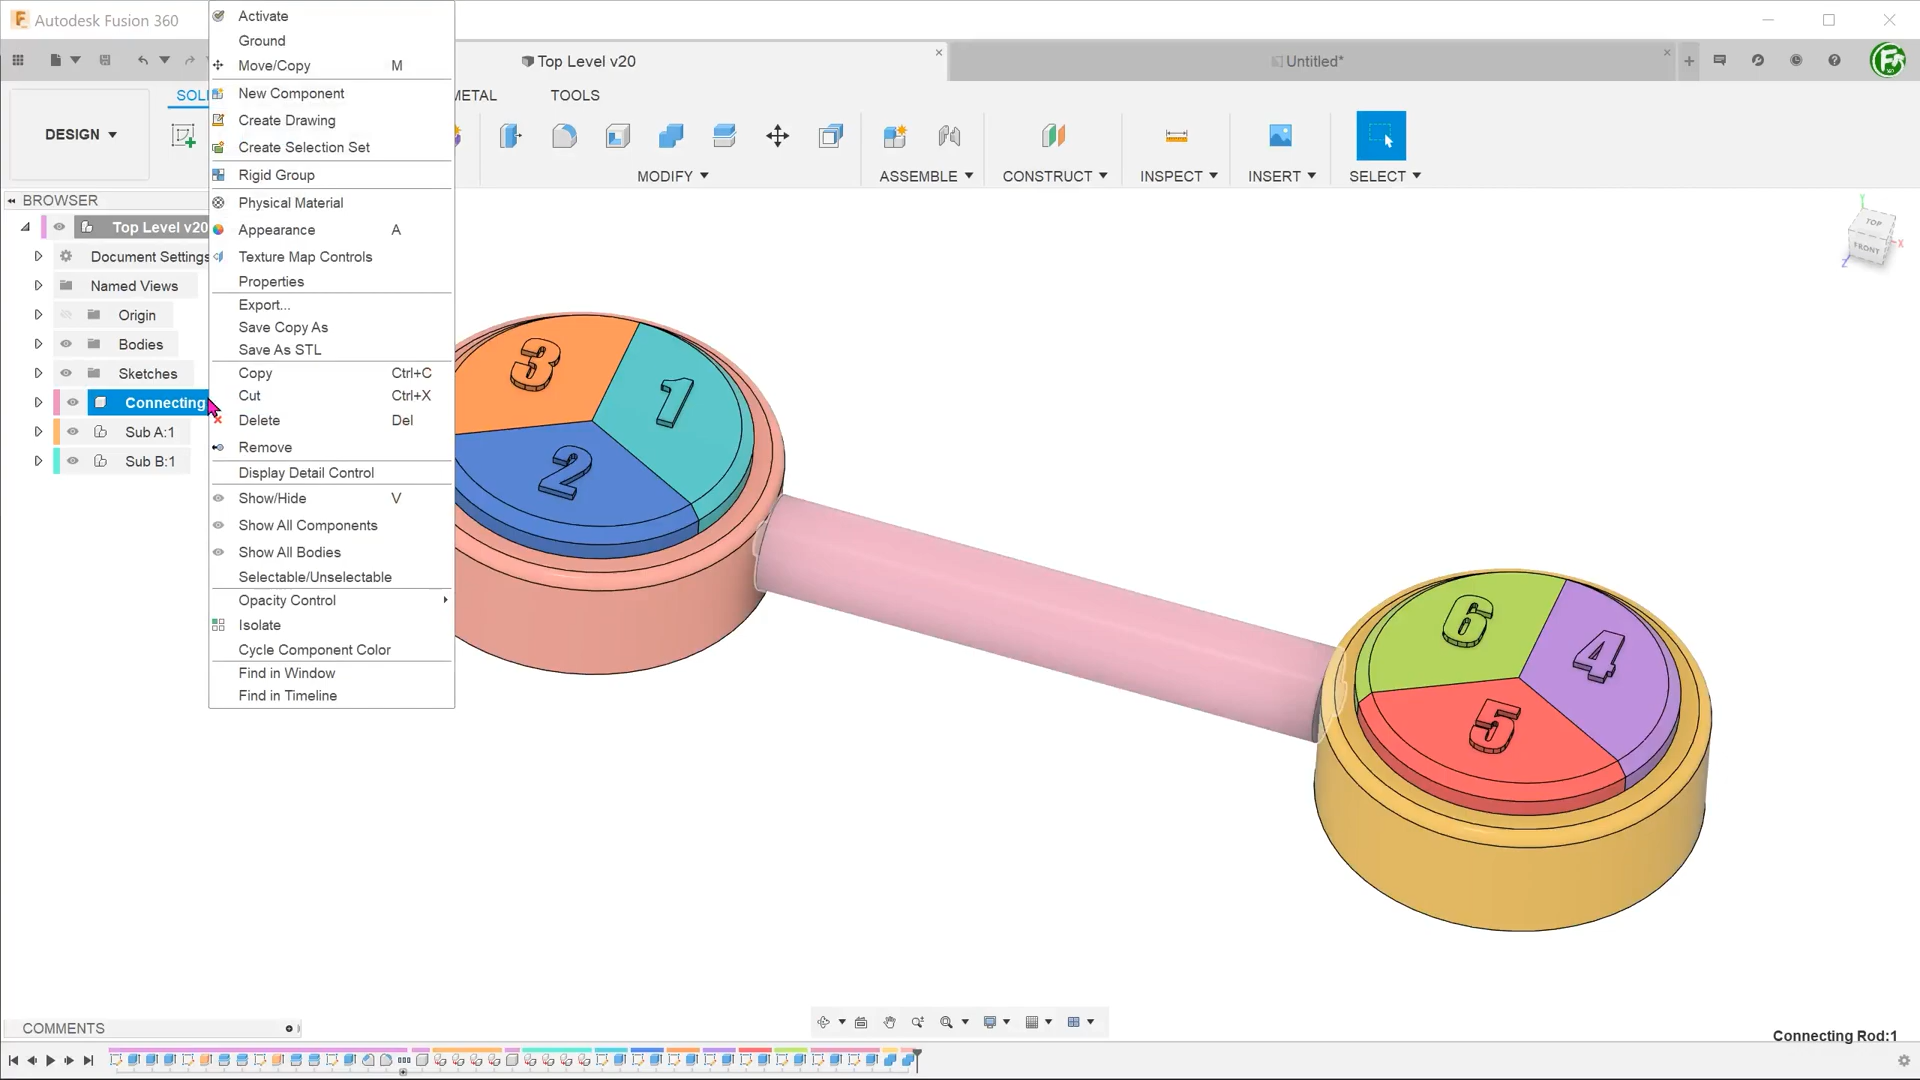 Autodesk Fusion 360
Top Level v20
Untitled*
DESIGN
SOLI
METAL
TOOLS
MODIFY
ASSEMBLE
CONSTRUCT
INSPECT
INSERT
SELECT
BROWSER
Top Level v20
Document Settings
Named Views
Origin
Bodies
Sketches
Connecting
Sub A:1
Sub B:1
Activate
Ground
Move/Copy M
New Component
Create Drawing
Create Selection Set
Rigid Group
Physical Material
Appearance A
Texture Map Controls
Properties
Export...
Save Copy As
Save As STL
Copy Ctrl+C
Cut Ctrl+X
Delete Del
Remove
Display Detail Control
Show/Hide V
Show All Components
Show All Bodies
Selectable/Unselectable
Opacity Control
Isolate
Cycle Component Color
Find in Window
Find in Timeline
3
1
2
6
4
5
TOP
FRONT
Y
X
Z
COMMENTS
Connecting Rod:1